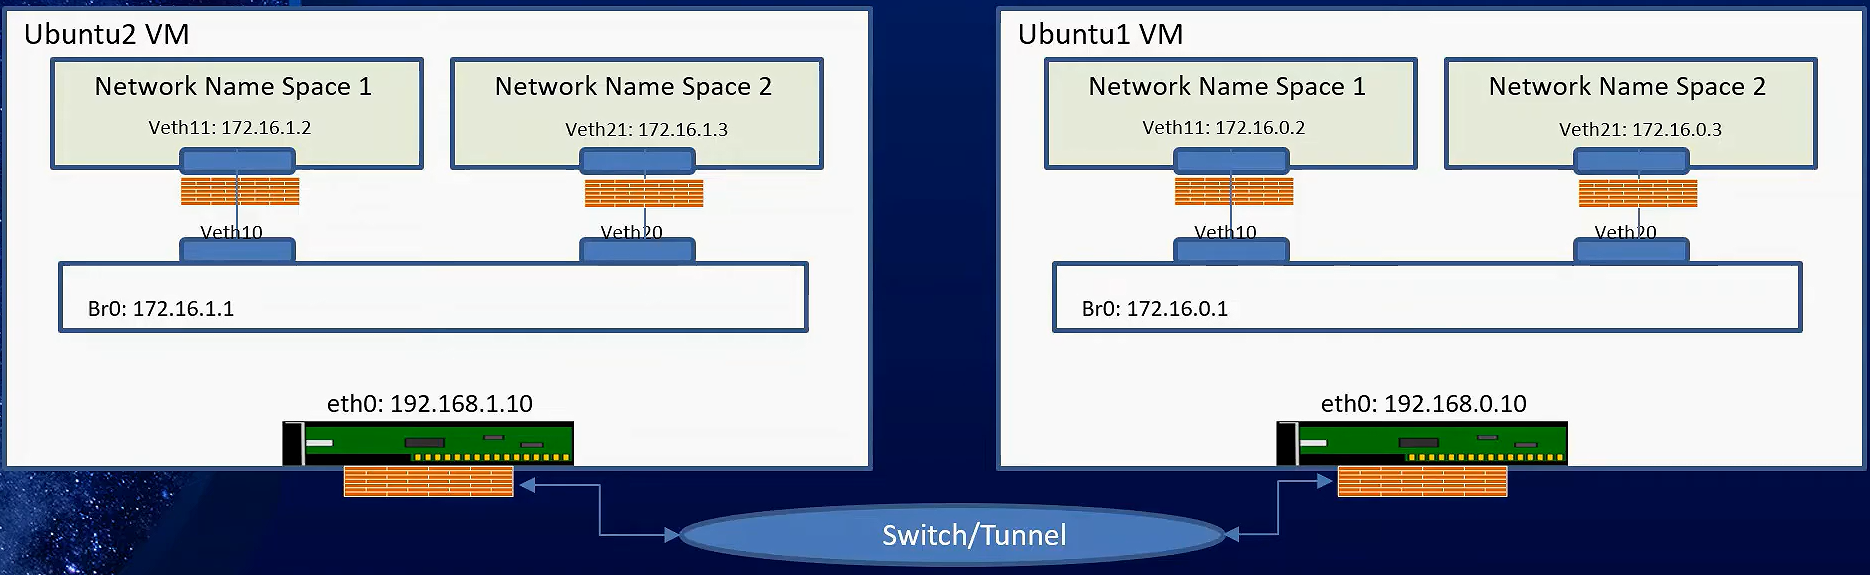 Ubuntu2 VM
Network Name Space 1
Veth11: 172.16.1.2
Veth10
Network Name Space 2
Veth21: 172.16.1.3
Veth20
Br0: 172.16.1.1
eth0: 192.168.1.10
Ubuntu1 VM
Network Name Space 1
Veth11: 172.16.0.2
Veth10
Network Name Space 2
Veth21: 172.16.0.3
Veth20
Br0: 172.16.0.1
eth0: 192.168.0.10
Switch/Tunnel